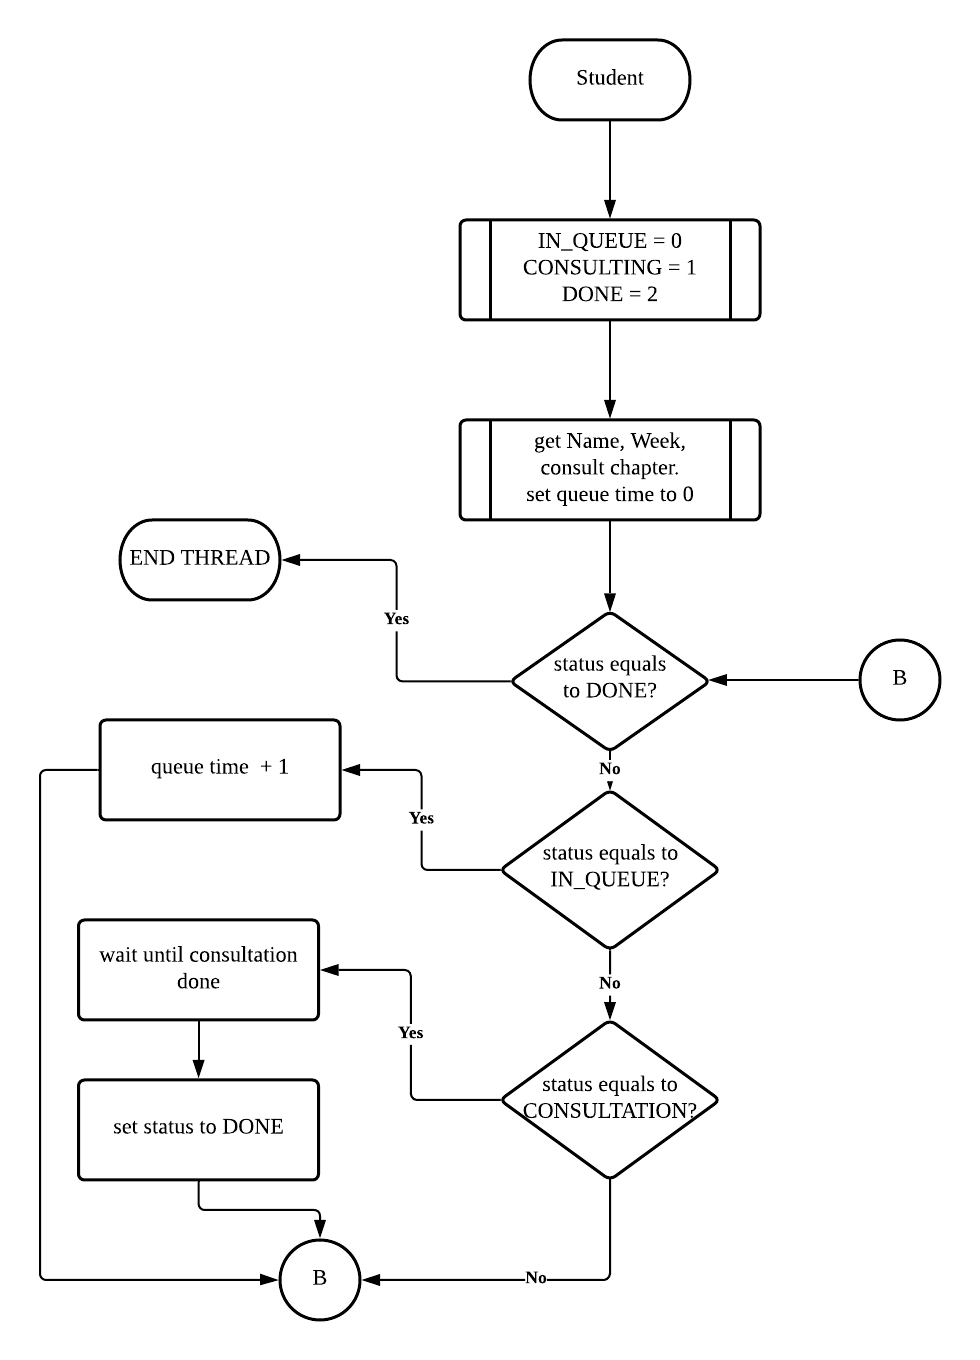 Student
IN_QUEUE = 0
CONSULTING = 1
DONE = 2
get Name, Week,
consult chapter.
set queue time to 0
END THREAD
Yes
status equals
to DONE?
B
No
queue time  + 1
Yes
status equals to
IN_QUEUE?
No
wait until consultation
done
Yes
status equals to
CONSULTATION?
set status to DONE
B
No